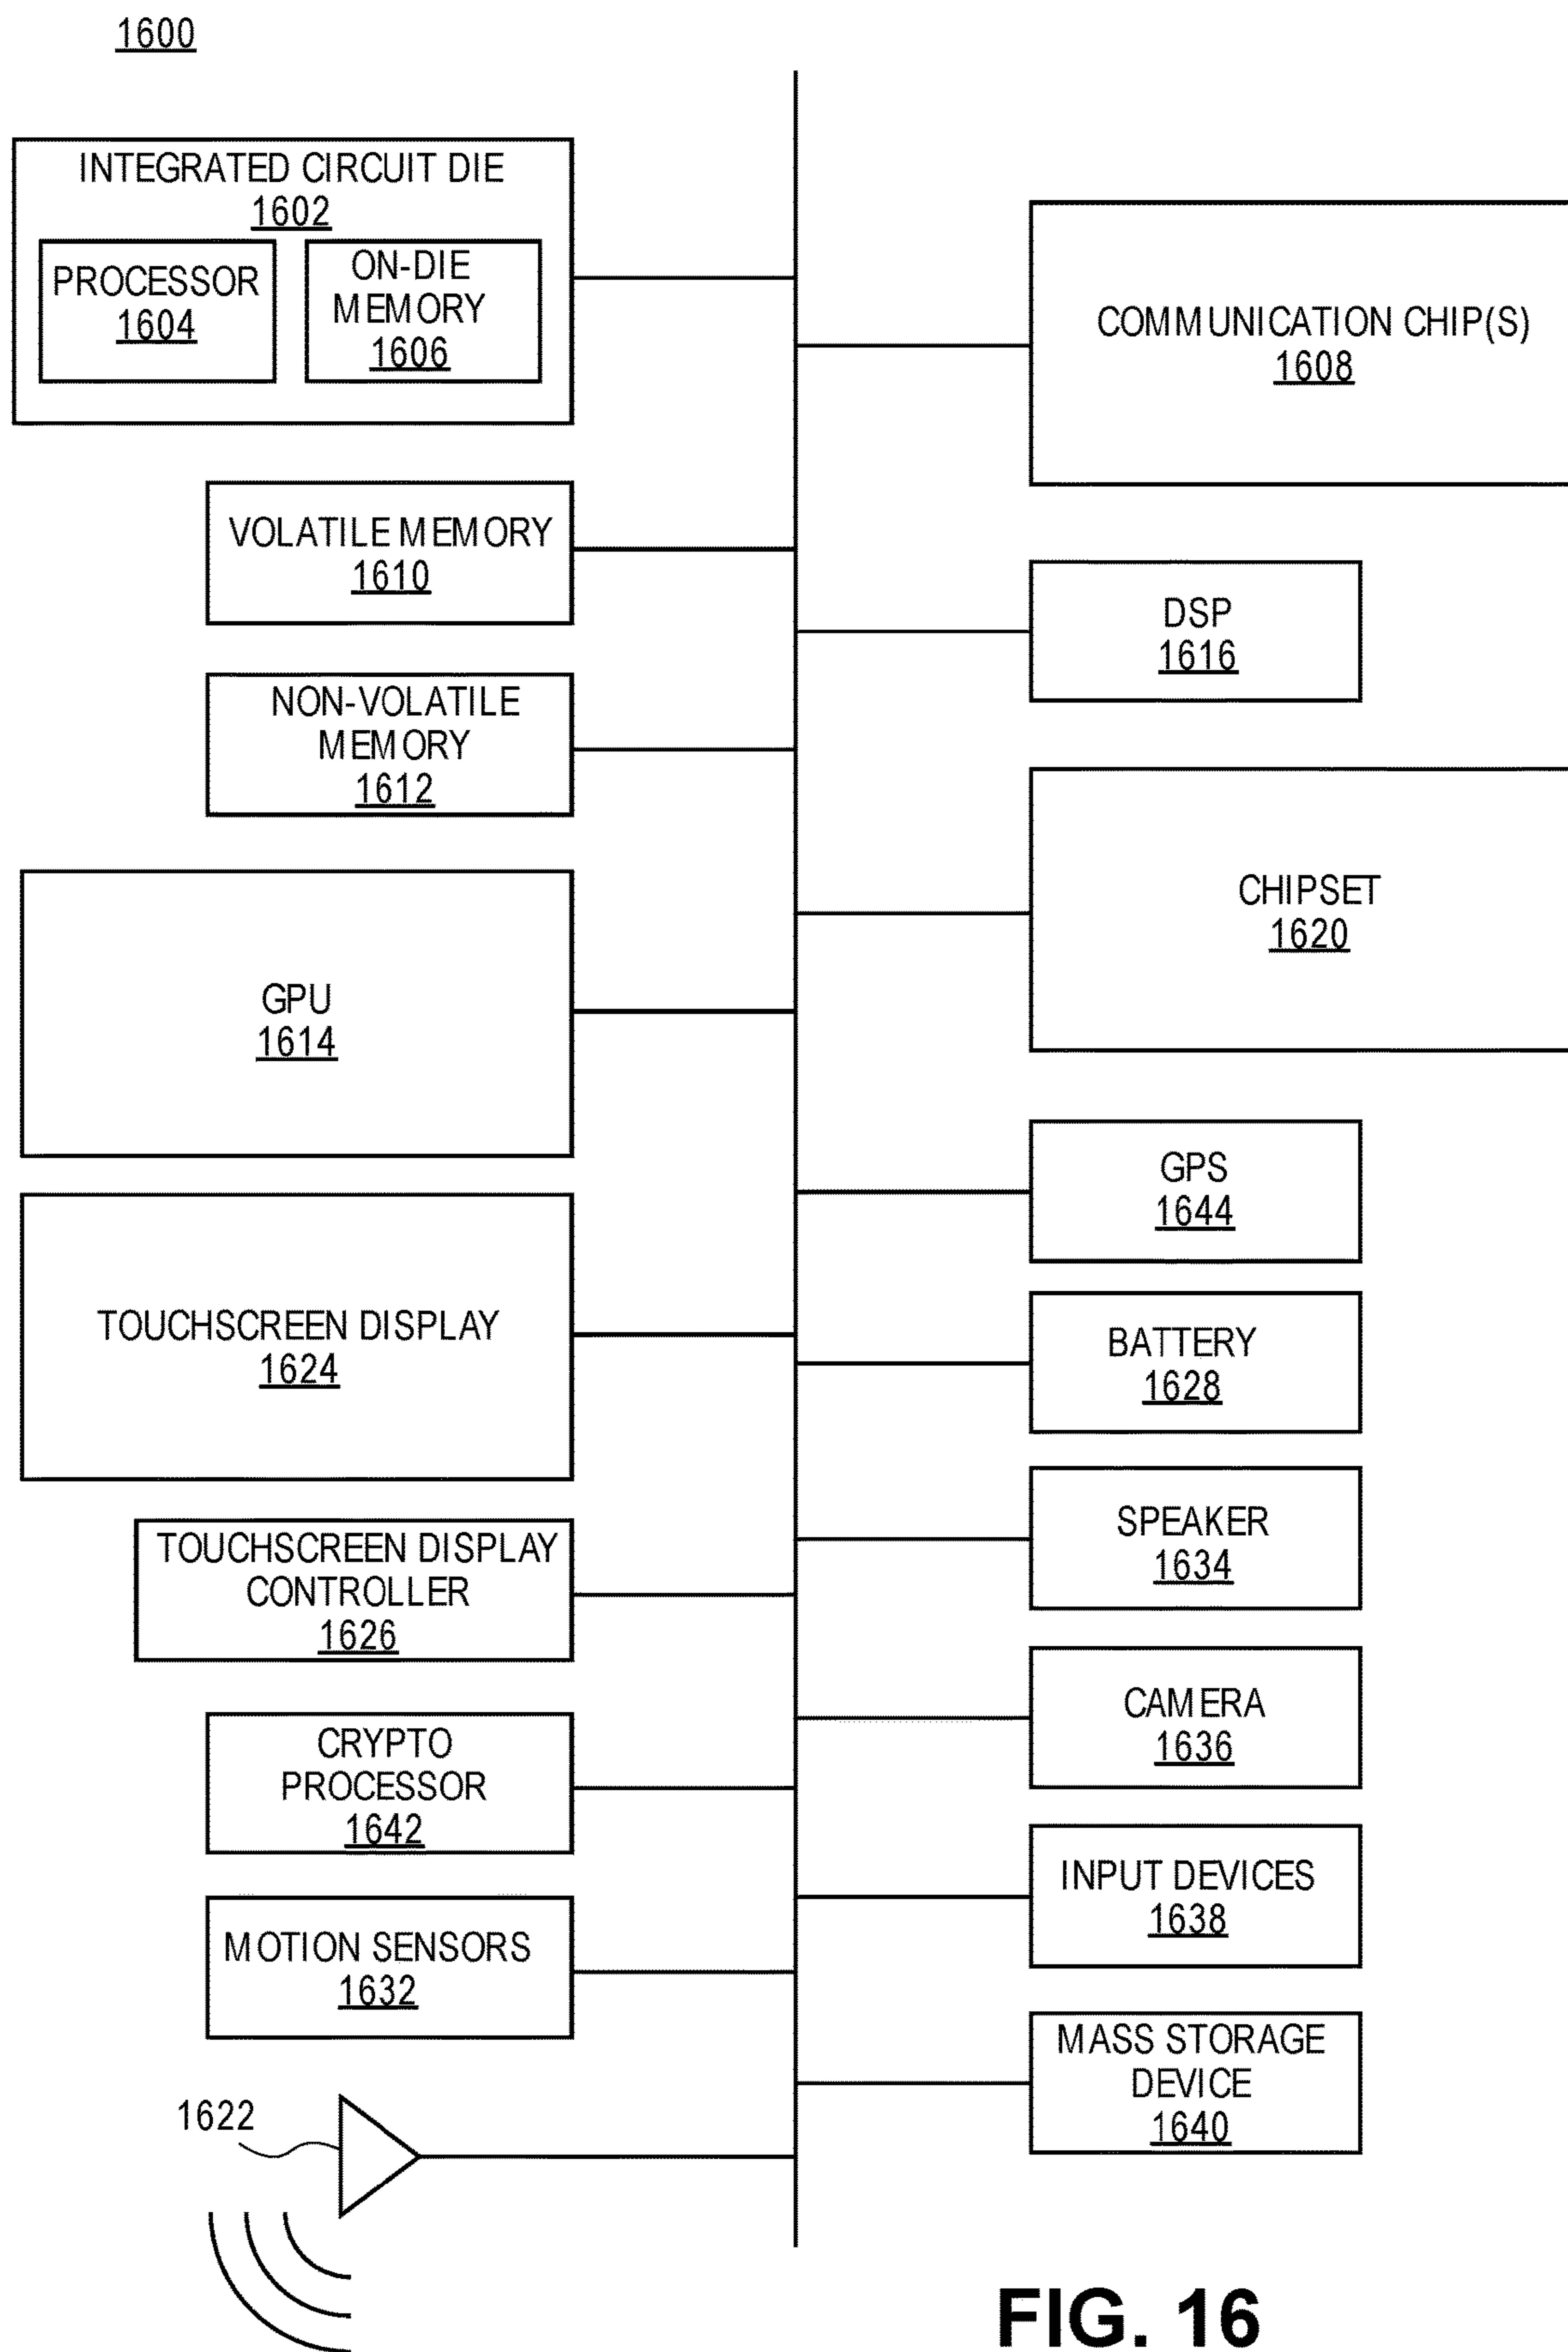 1600
INTEGRATED CIRCUIT DIE
1602
PROCESSOR
1604
ON-DIE
MEMORY
1606
VOLATILE MEMORY
1610
NON-VOLATILE
MEMORY
1612
GPU
1614
TOUCHSCREEN DISPLAY
1624
TOUCHSCREEN DISPLAY
CONTROLLER
1626
CRYPTO
PROCESSOR
1642
MOTION SENSORS
1632
1622
COMMUNICATION CHIP(S)
1608
DSP
1616
CHIPSET
1620
GPS
1644
BATTERY
1628
SPEAKER
1634
CAMERA
1636
INPUT DEVICES
1638
MASS STORAGE
DEVICE
1640
FIG. 16